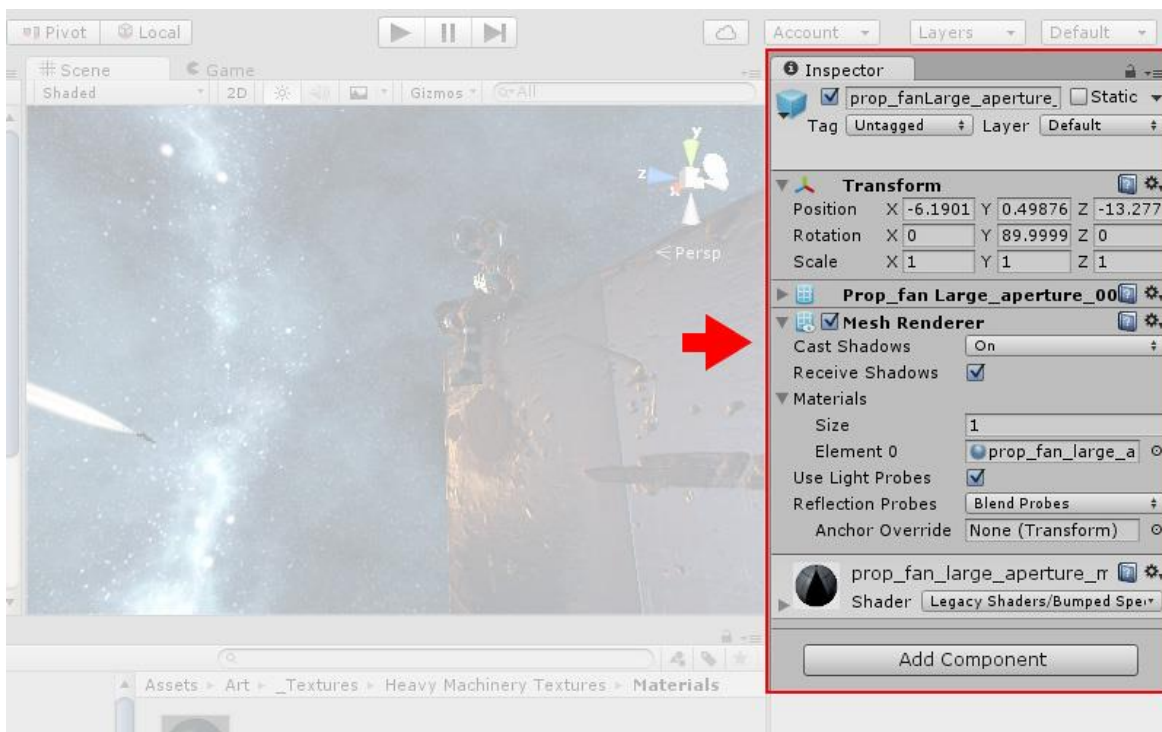 Pivot Local Account Layers Default
Scene Game
Shaded 2D Gizmos All
y
z
x
Persp
Inspector
prop_fanLarge_aperture_ Static
Tag Untagged Layer Default
Transform
Position X -6.1901 Y 0.49876 Z -13.277
Rotation X 0 Y 89.9999 Z 0
Scale X 1 Y 1 Z 1
Prop_fan Large_aperture_00
Mesh Renderer
Cast Shadows On
Receive Shadows
Materials
Size 1
Element 0 prop_fan_large_a
Use Light Probes
Reflection Probes Blend Probes
Anchor Override None (Transform)
prop_fan_large_aperture_m
Shader Legacy Shaders/Bumped Spe
Add Component
Assets Art _Textures Heavy Machinery Textures Materials